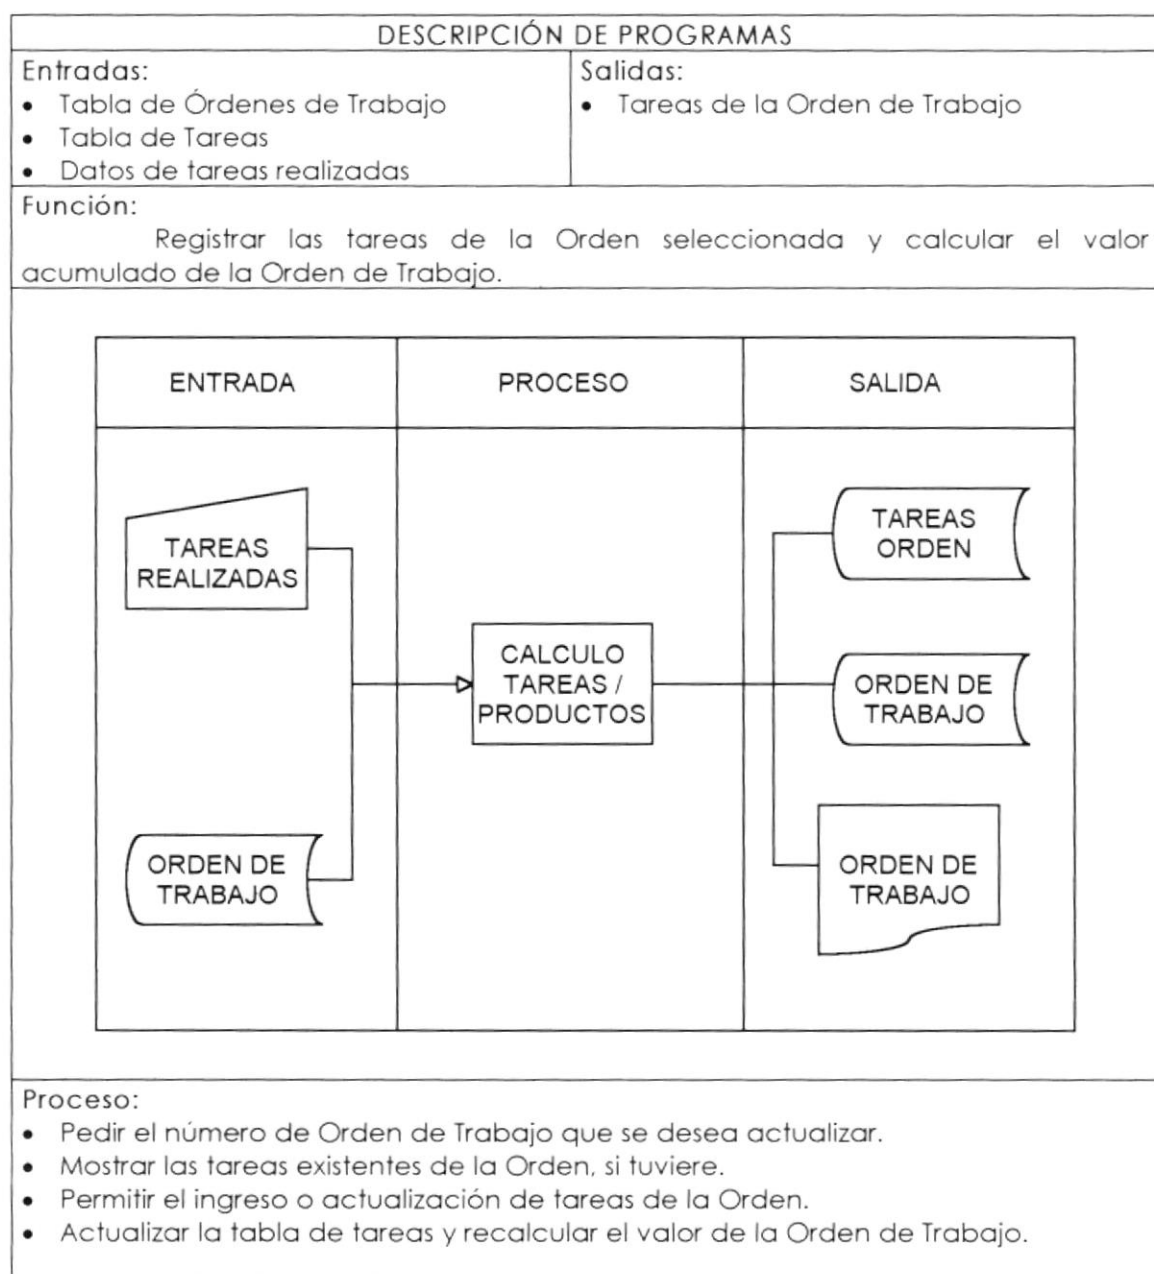 DESCRIPCIÓN DE PROGRAMAS
Entradas:
• Tabla de Órdenes de Trabajo
• Tabla de Tareas
• Datos de tareas realizadas
Salidas:
• Tareas de la Orden de Trabajo
Función:
Registrar las tareas de la Orden seleccionada y calcular el valor
acumulado de la Orden de Trabajo.
ENTRADA
PROCESO
SALIDA
TAREAS
REALIZADAS
ORDEN DE
TRABAJO
CALCULO
TAREAS /
PRODUCTOS
TAREAS
ORDEN
ORDEN DE
TRABAJO
ORDEN DE
TRABAJO
Proceso:
• Pedir el número de Orden de Trabajo que se desea actualizar.
• Mostrar las tareas existentes de la Orden, si tuviere.
• Permitir el ingreso o actualización de tareas de la Orden.
• Actualizar la tabla de tareas y recalcular el valor de la Orden de Trabajo.